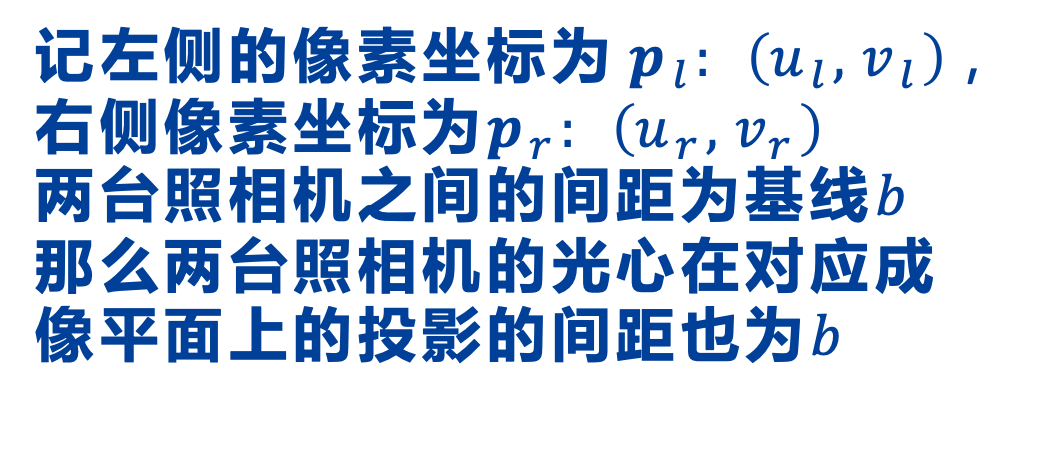 记左侧的像素坐标为 p_l：(u_l, v_l)，
右侧像素坐标为p_r：(u_r, v_r)
两台照相机之间的间距为基线b
那么两台照相机的光心在对应成
像平面上的投影的间距也为b